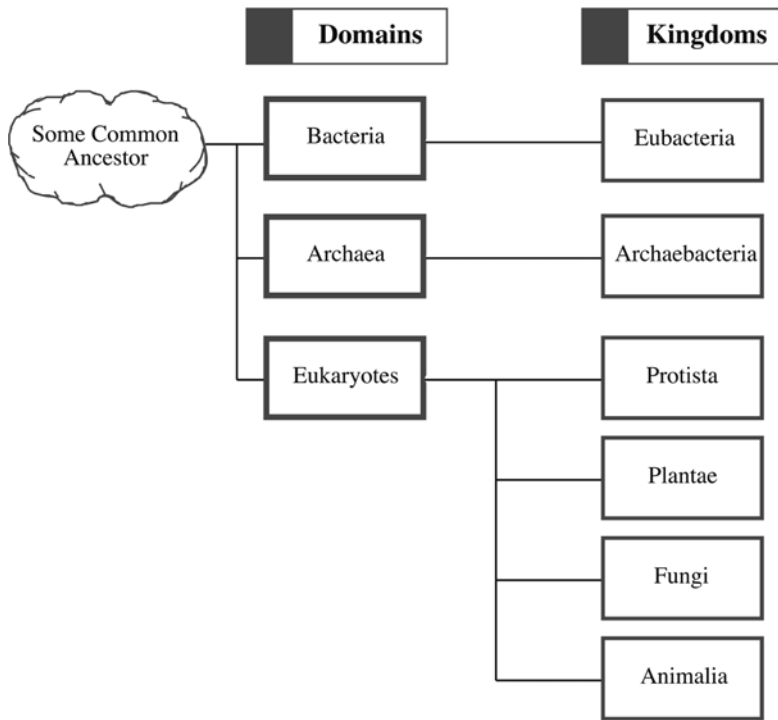 Domains
Kingdoms
Some Common
Ancestor
Bacteria
Eubacteria
Archaea
Archaebacteria
Eukaryotes
Protista
Plantae
Fungi
Animalia